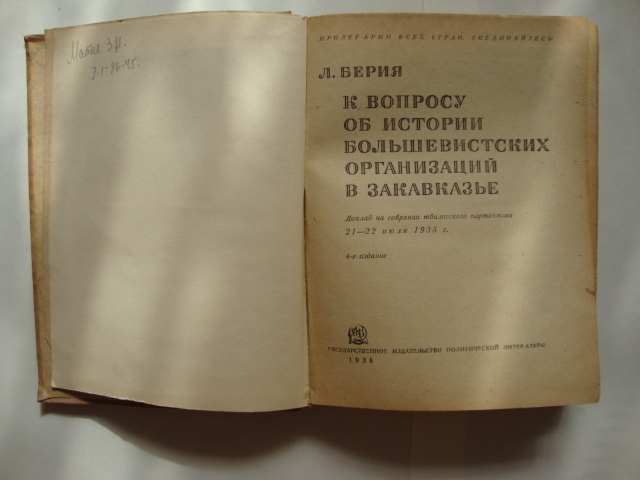 ПРОЛЕТАРИИ ВСЕХ СТРАН, СОЕДИНЯЙТЕСЬ!
Л. БЕРИЯ
К ВОПРОСУ
ОБ ИСТОРИИ
БОЛЬШЕВИСТСКИХ
ОРГАНИЗАЦИЙ
В ЗАКАВКАЗЬЕ
Доклад на собрании тбилисского партактива
21—22 июля 1935 г.
4-е издание
ГОСУДАРСТВЕННОЕ ИЗДАТЕЛЬСТВО ПОЛИТИЧЕСКОЙ ЛИТЕРАТУРЫ
1938